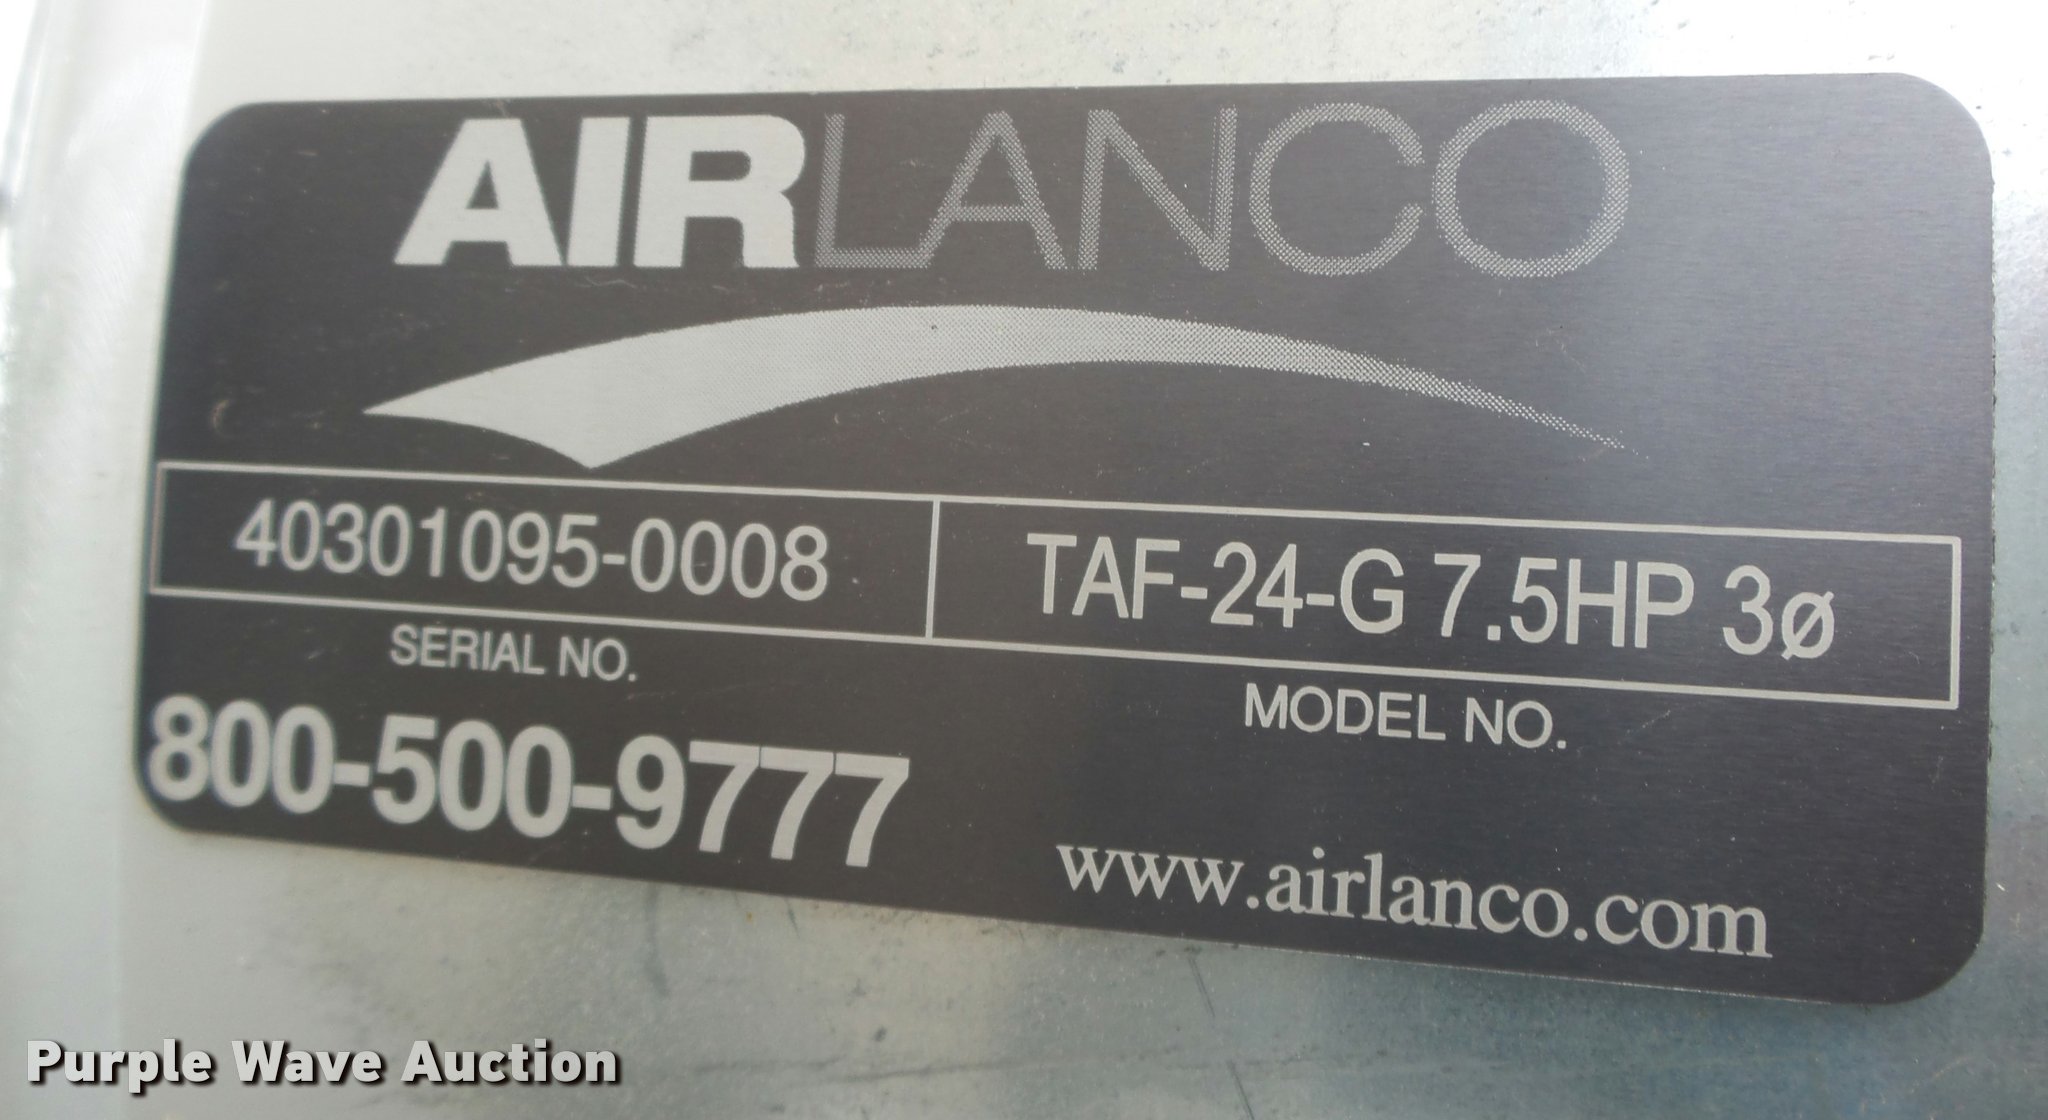 AIRLANCO
40301095-0008
TAF-24-G 7.5HP 3ø
SERIAL NO.
MODEL NO.
800-500-9777
www.airlanco.com
Purple Wave Auction